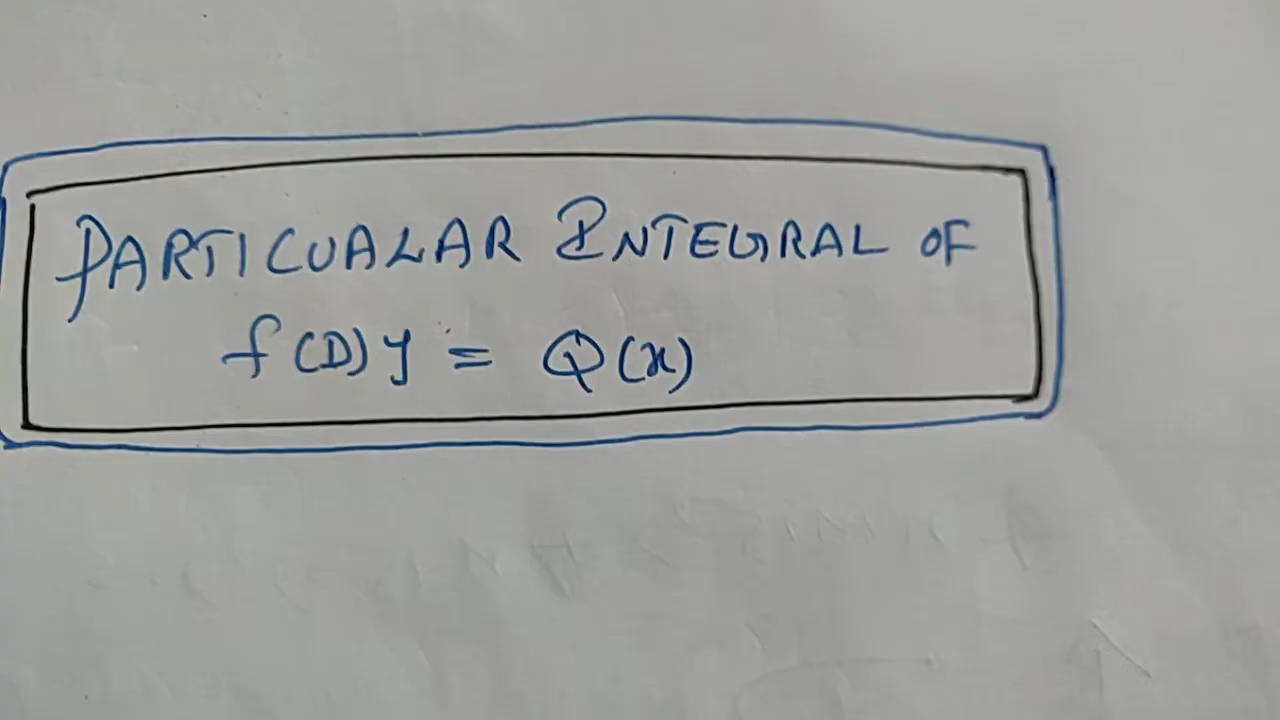 PARTICUALAR INTEGRAL OF
f(D)y = Q(x)